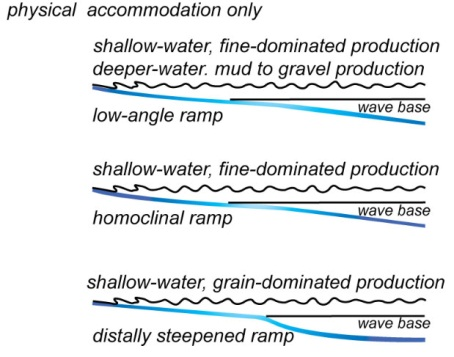 physical accommodation only
shallow-water, fine-dominated production
deeper-water. mud to gravel production
wave base
low-angle ramp
shallow-water, fine-dominated production
wave base
homoclinal ramp
shallow-water, grain-dominated production
wave base
distally steepened ramp